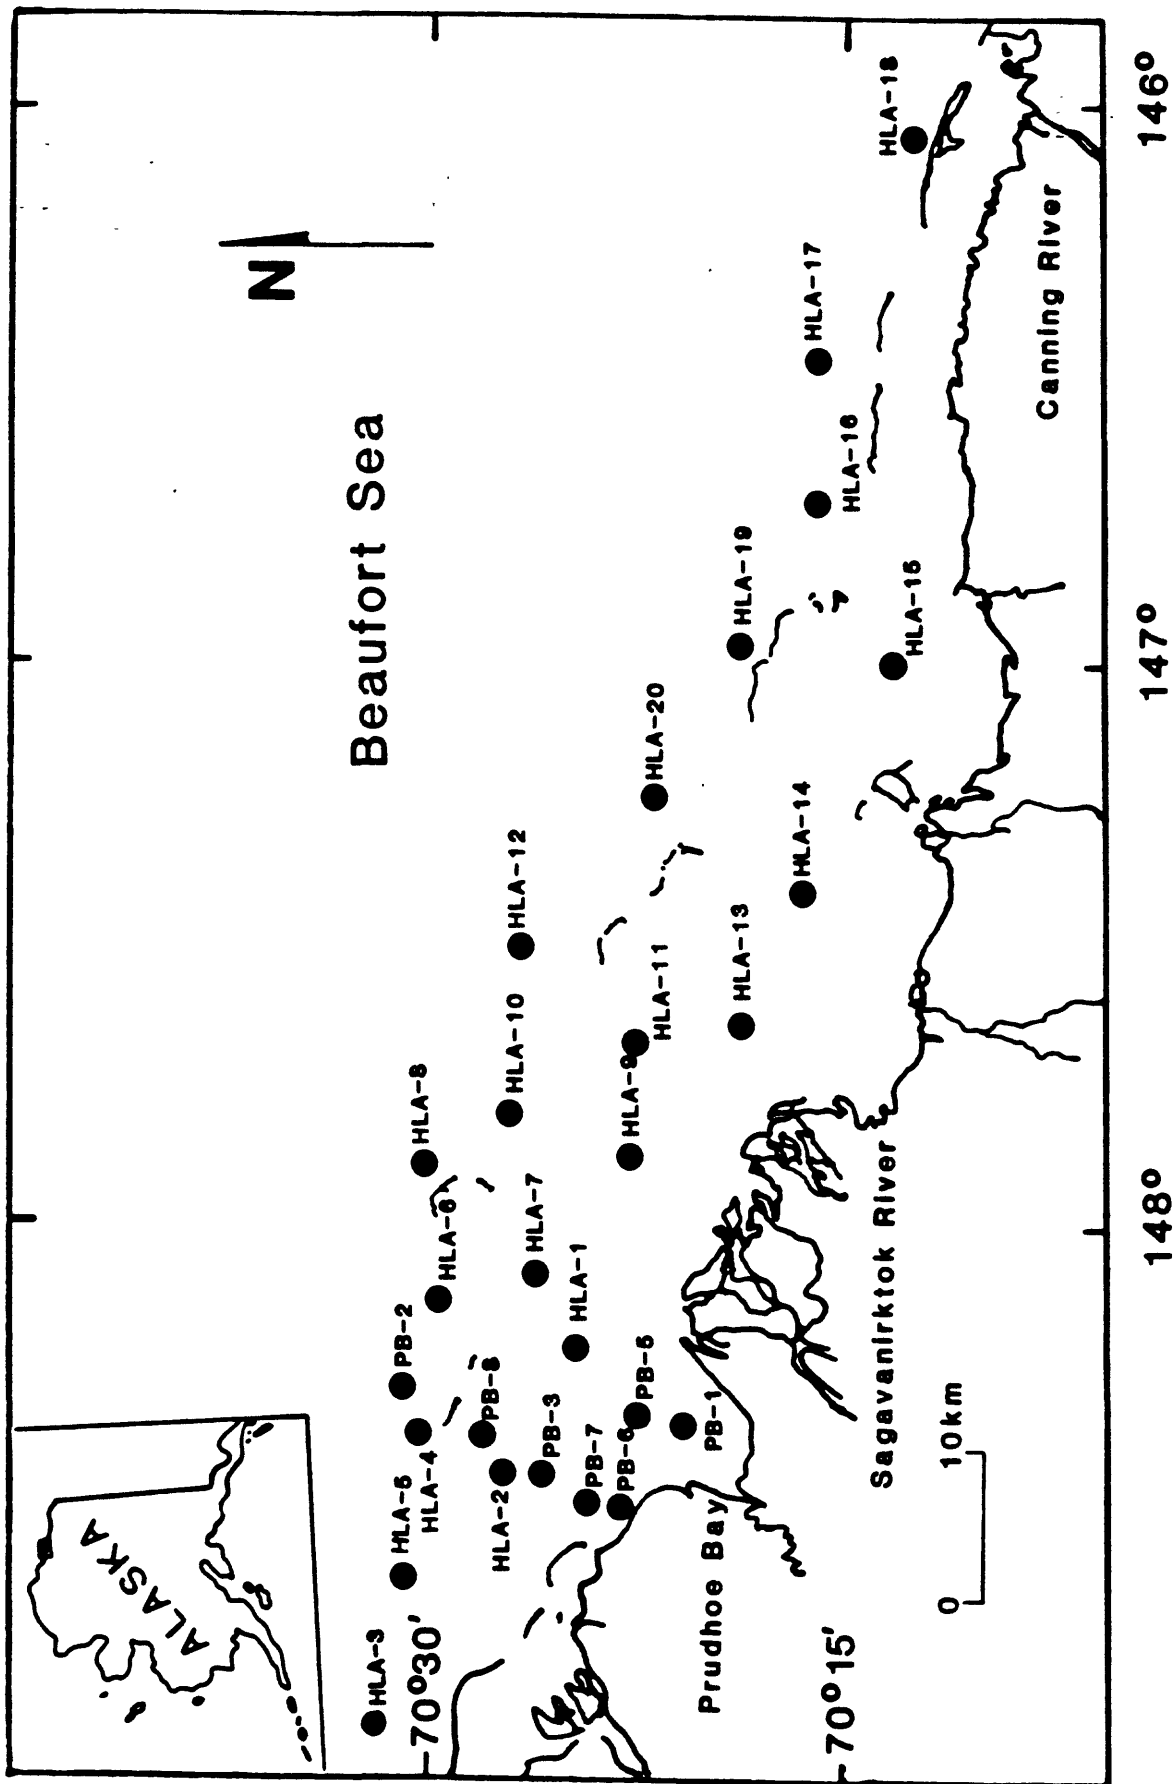 ALASKA
N
Beaufort Sea
HLA-3
HLA-5
HLA-4
PB-2
HLA-6
HLA-8
PB-8
HLA-2
PB-3
HLA-7
HLA-10
HLA-12
PB-7
HLA-1
PB-6
PB-5
HLA-9
HLA-11
HLA-20
PB-1
HLA-13
HLA-19
HLA-14
HLA-16
HLA-17
HLA-15
HLA-18
70°30'
70°15'
Prudhoe Bay
Sagavanirktok River
Canning River
0 10km
148° 147° 146°